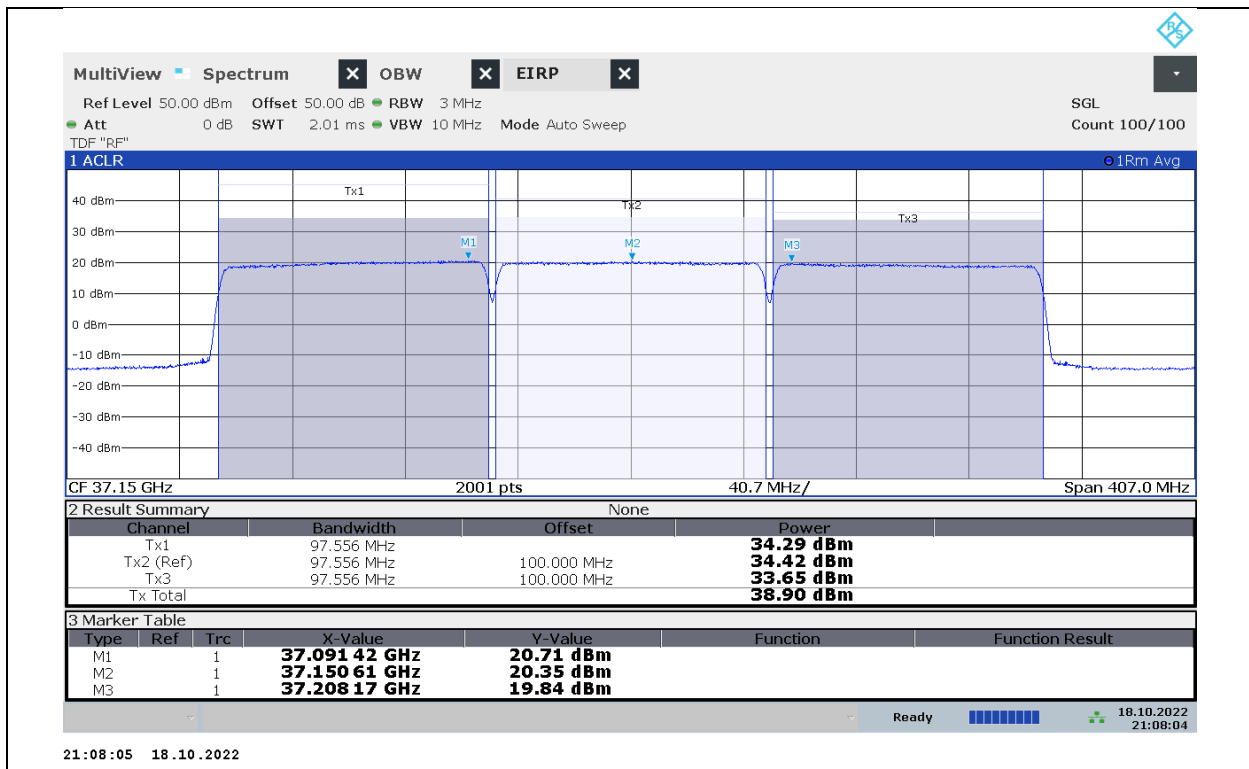 R S
MultiView Spectrum X OBW X EIRP X
Ref Level 50.00 dBm Offset 50.00 dB RBW 3 MHz SGL
Att 0 dB SWT 2.01 ms VBW 10 MHz Mode Auto Sweep Count 100/100
TDF "RF"
1 ACLR 1Rm Avg
Tx1
40 dBm
Tx2
Tx3
30 dBm
M1
M2
M3
20 dBm
10 dBm
0 dBm
-10 dBm
-20 dBm
-30 dBm
-40 dBm
CF 37.15 GHz 2001 pts 40.7 MHz/ Span 407.0 MHz
2 Result Summary None
Channel Bandwidth Offset Power
Tx1 97.556 MHz 34.29 dBm
Tx2 (Ref) 97.556 MHz 100.000 MHz 34.42 dBm
Tx3 97.556 MHz 100.000 MHz 33.65 dBm
Tx Total 38.90 dBm
3 Marker Table
Type Ref Trc X-Value Y-Value Function Function Result
M1 1 37.091 42 GHz 20.71 dBm
M2 1 37.150 61 GHz 20.35 dBm
M3 1 37.208 17 GHz 19.84 dBm
Ready 18.10.2022
21:08:04
21:08:05 18.10.2022